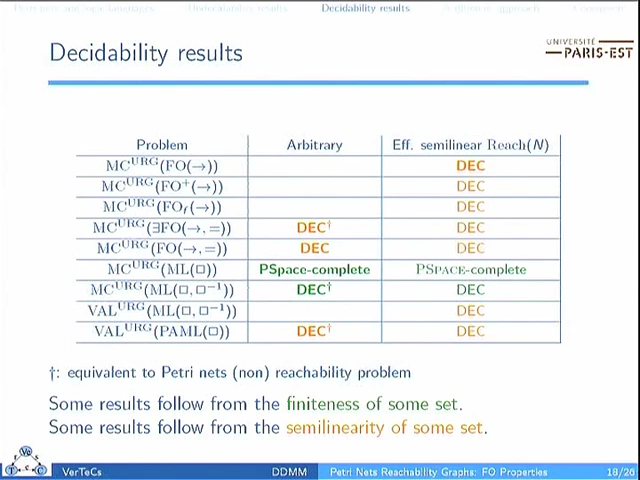 Decidability results
Decidability results
UNIVERSITÉ
PARIS-EST
Problem Arbitrary Eff. semilinear Reach(N)
MC^URG(FO(→)) DEC
MC^URG(FO⁺(→)) DEC
MC^URG(FO_f(→)) DEC
MC^URG(∃FO(→, =)) DEC† DEC
MC^URG(FO(→, =)) DEC DEC
MC^URG(ML(□)) PSpace-complete PSPACE-complete
MC^URG(ML(□, □⁻¹)) DEC† DEC
VAL^URG(ML(□, □⁻¹)) DEC
VAL^URG(PAML(□)) DEC† DEC
†: equivalent to Petri nets (non) reachability problem
Some results follow from the finiteness of some set.
Some results follow from the semilinearity of some set.
VerTeCs DDMM Petri Nets Reachability Graphs: FO Properties 18/26